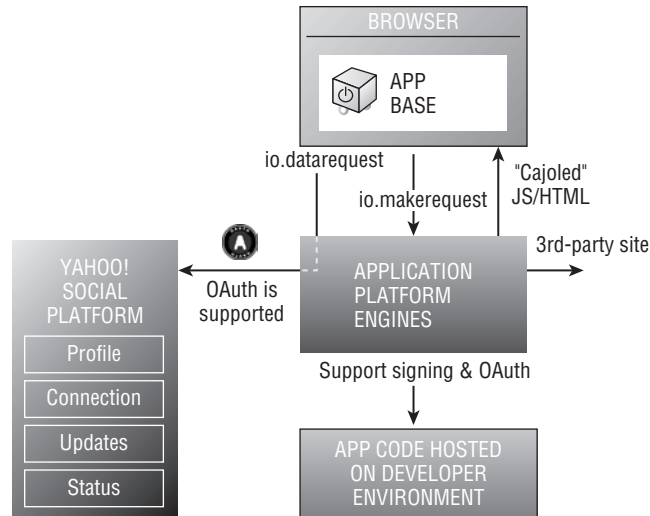 BROWSER
APP
BASE
io.datarequest
io.makerequest
"Cajoled"
JS/HTML
3rd-party site
YAHOO!
SOCIAL
PLATFORM
Profile
Connection
Updates
Status
A
OAuth is
supported
APPLICATION
PLATFORM
ENGINES
Support signing & OAuth
APP CODE HOSTED
ON DEVELOPER
ENVIRONMENT